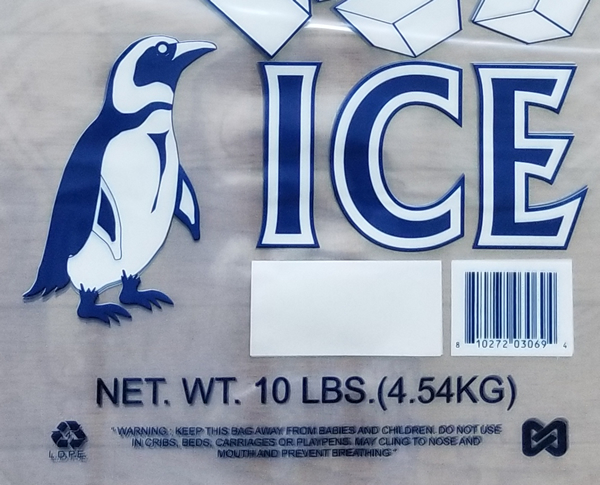 ICE
8 10272 03069 4
NET. WT. 10 LBS.(4.54KG)
" WARNING : KEEP THIS BAG AWAY FROM BABIES AND CHILDREN. DO NOT USE
IN CRIBS, BEDS, CARRIAGES OR PLAYPENS. MAY CLING TO NOSE AND
MOUTH AND PREVENT BREATHING "
4
LDPE